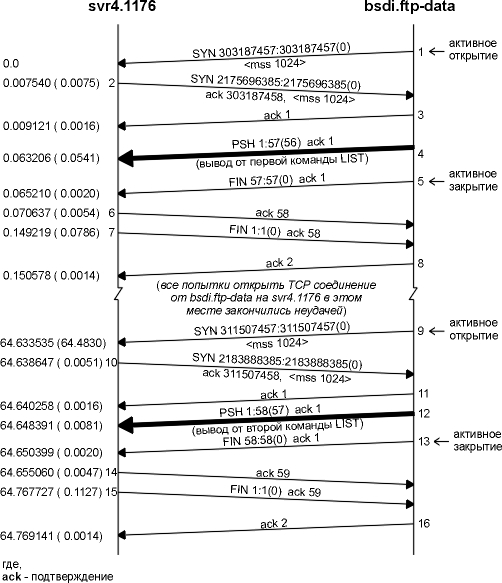 svr4.1176 bsdi.ftp-data
SYN 303187457:303187457(0) 1 активное
0.0 <mss 1024> открытие
0.007540 ( 0.0075) 2 SYN 2175696385:2175696385(0)
ack 303187458, <mss 1024>
0.009121 ( 0.0016) ack 1 3
PSH 1:57(56) ack 1 4
0.063206 ( 0.0541) (вывод от первой команды LIST)
0.065210 ( 0.0020) FIN 57:57(0) ack 1 5 активное
закрытие
0.070637 ( 0.0054) 6 ack 58
0.149219 ( 0.0786) 7 FIN 1:1(0) ack 58
0.150578 ( 0.0014) ack 2 8
(все попытки открыть TCP соединение
от bsdi.ftp-data на svr4.1176 в этом
месте закончились неудачей)
SYN 311507457:311507457(0) 9 активное
64.633535 (64.4830) <mss 1024> открытие
64.638647 ( 0.0051) 10 SYN 2183888385:2183888385(0)
ack 311507458, <mss 1024>
64.640258 ( 0.0016) ack 1 11
PSH 1:58(57) ack 1 12
64.648391 ( 0.0081) (вывод от второй команды LIST)
64.650399 ( 0.0020) FIN 58:58(0) ack 1 13 активное
закрытие
64.655060 ( 0.0047) 14 ack 59
64.767727 ( 0.1127) 15 FIN 1:1(0) ack 59
64.769141 ( 0.0014) ack 2 16
где,
ack - подтверждение